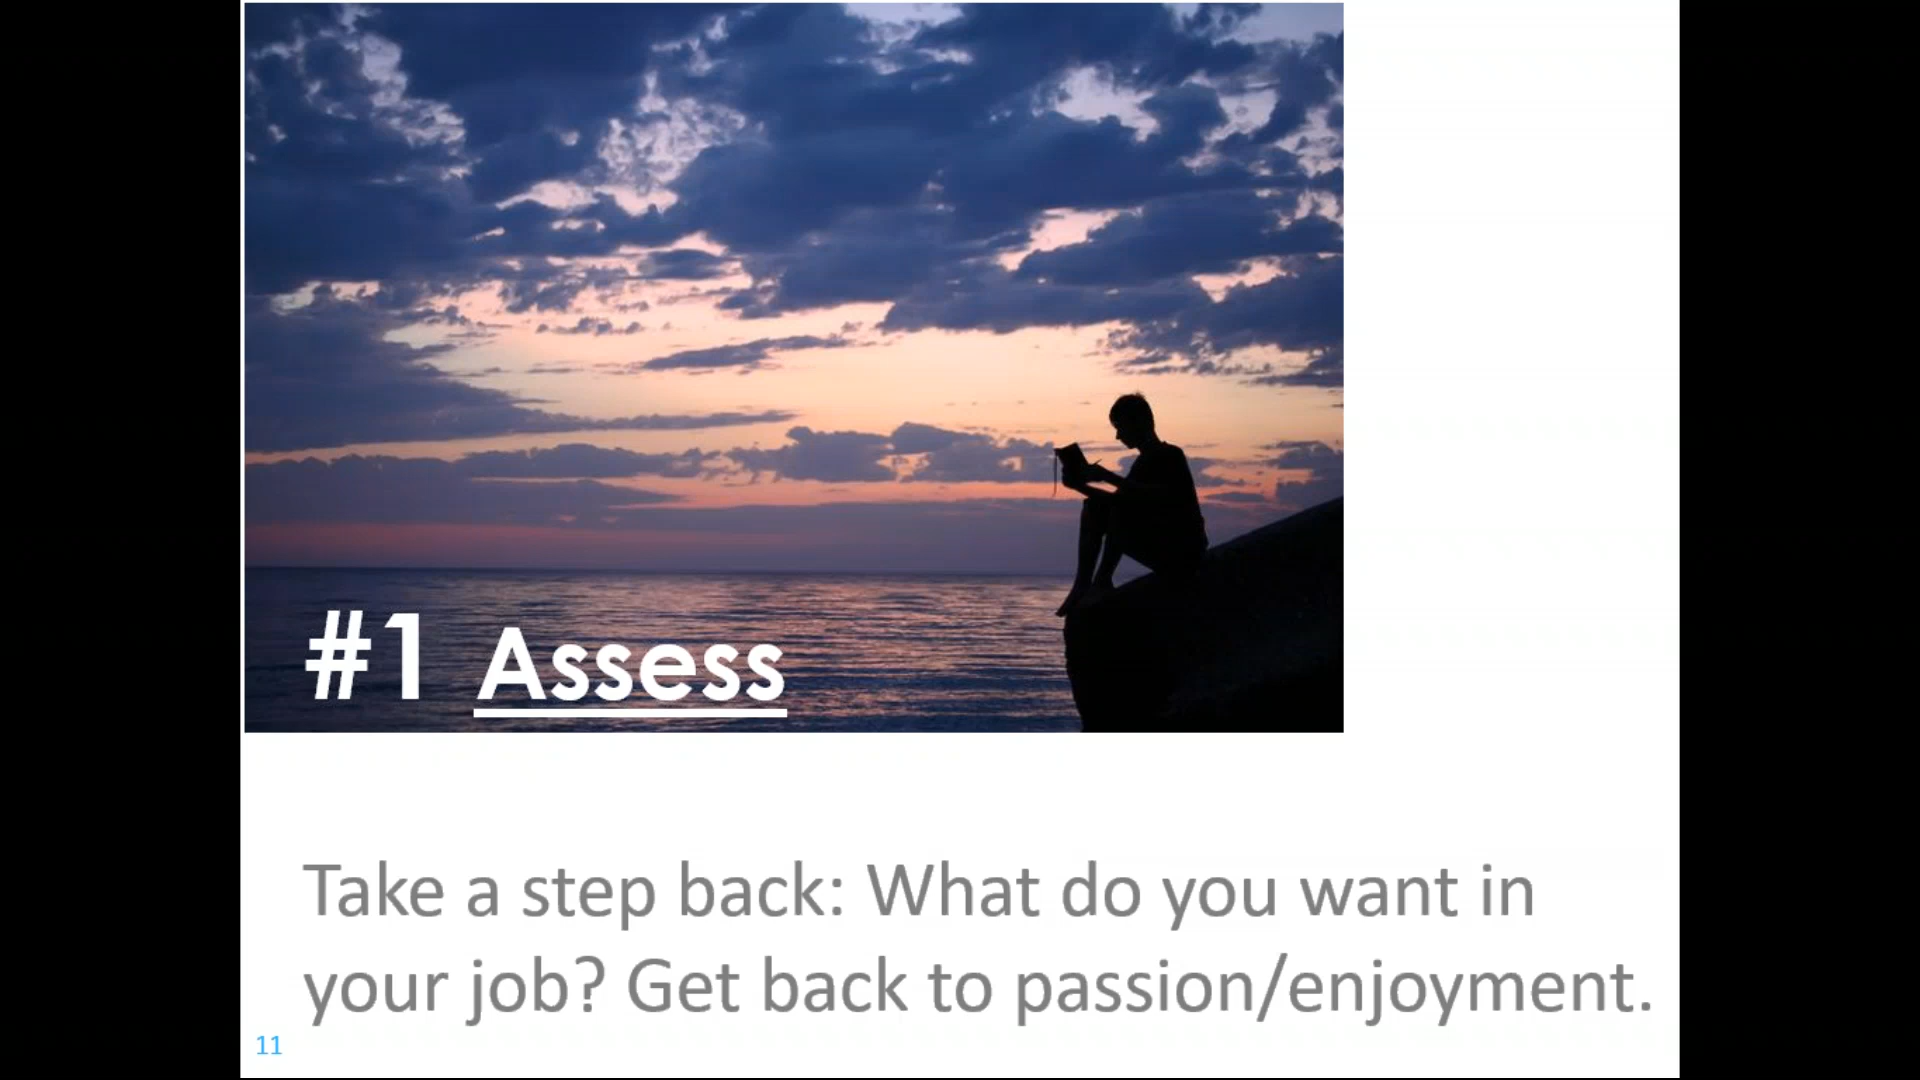 #1 Assess
Take a step back: What do you want in
your job? Get back to passion/enjoyment.
11